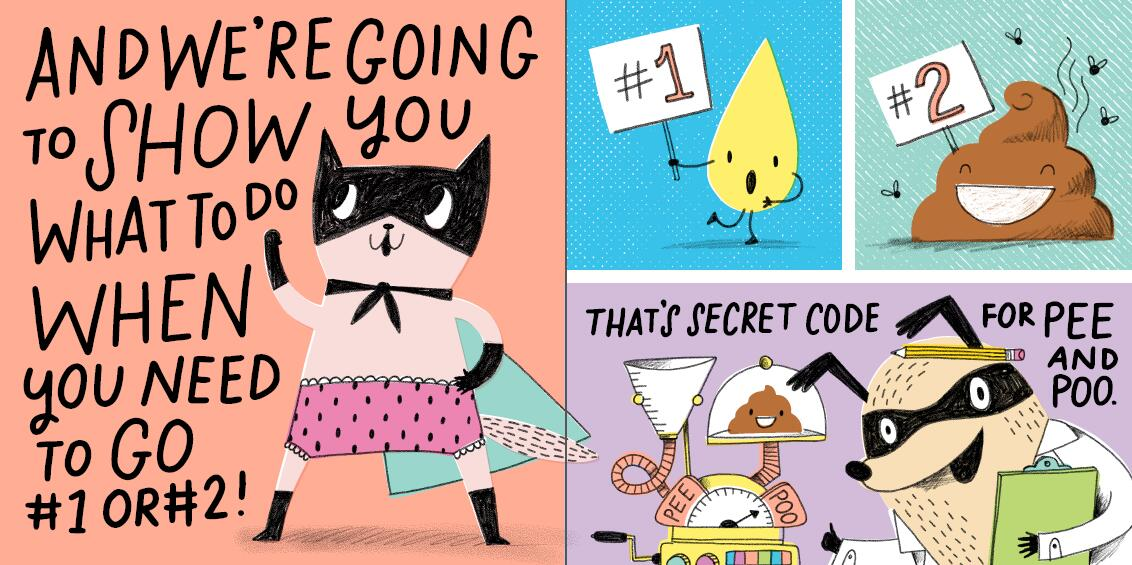 AND WE'RE GOING
TO SHOW YOU
WHAT TO DO
WHEN
YOU NEED
TO GO
#1 OR #2!
#1
#2
THAT'S SECRET CODE
FOR PEE
AND
POO.
PEE
POO